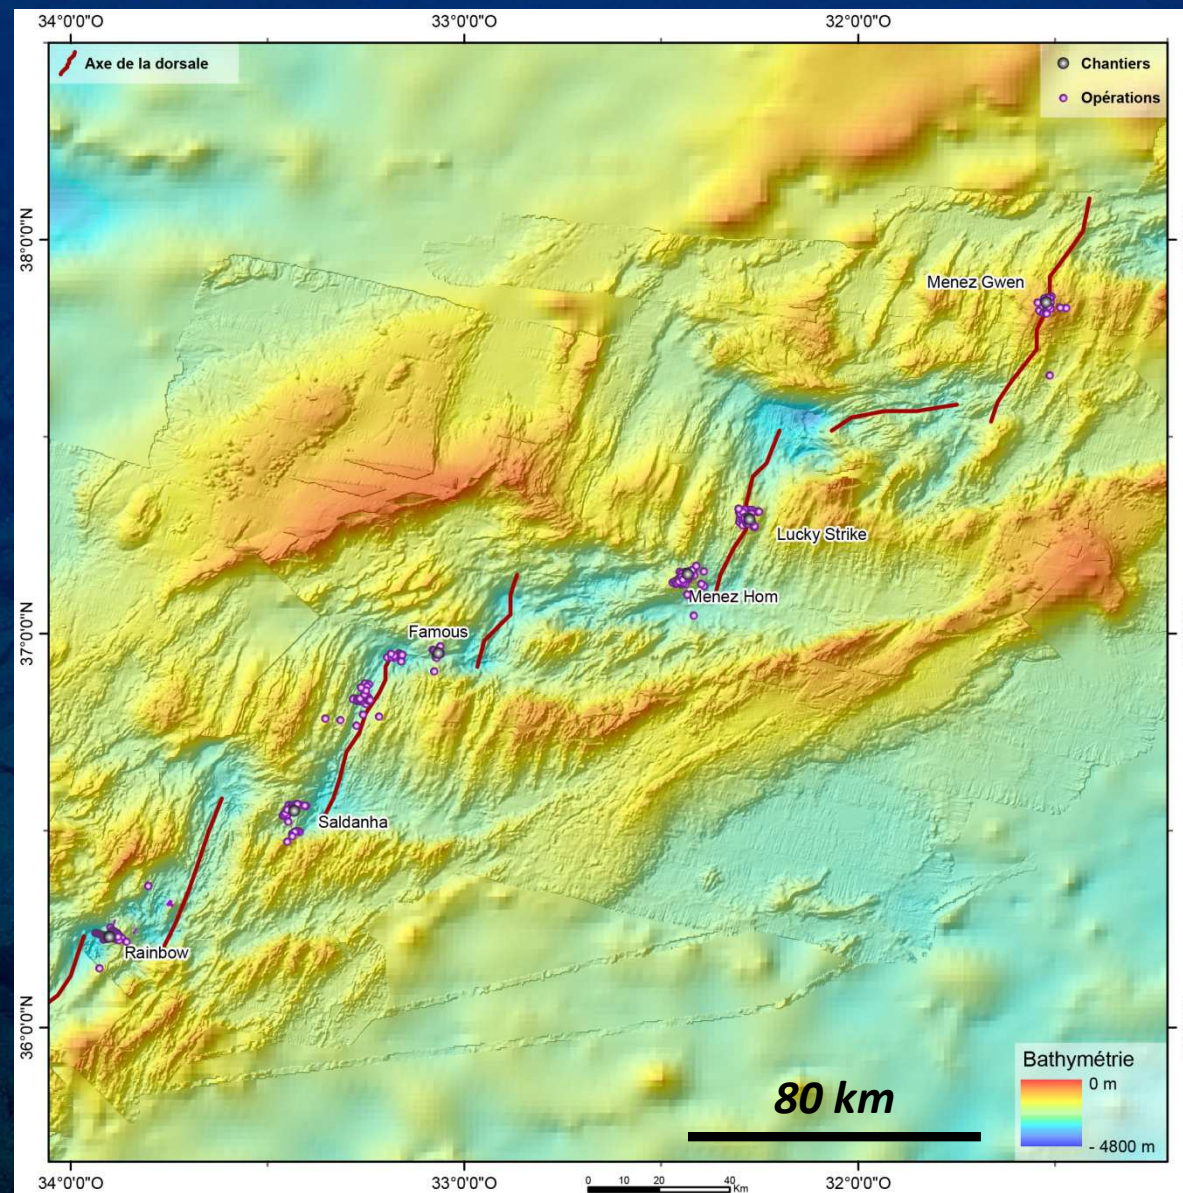 34°0'0"O
33°0'0"O
32°0'0"O
Axe de la dorsale
Chantiers
Opérations
38°0'0"N
Menez Gwen
Lucky Strike
Menez Hom
37°0'0"N
Famous
Saldanha
Rainbow
36°0'0"N
Bathymétrie
0 m
- 4800 m
80 km
34°0'0"O
33°0'0"O
32°0'0"O
0 10 20 40
Km